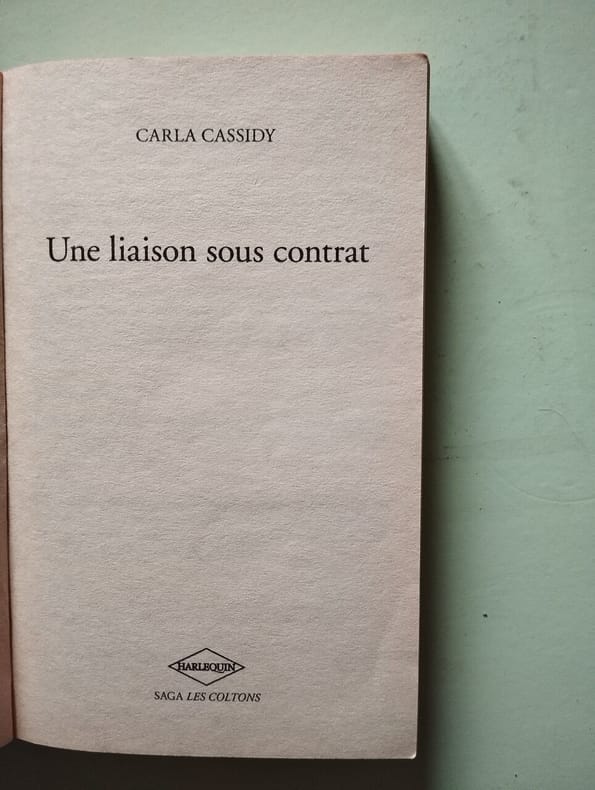 CARLA CASSIDY
Une liaison sous contrat
HARLEQUIN
SAGA LES COLTONS